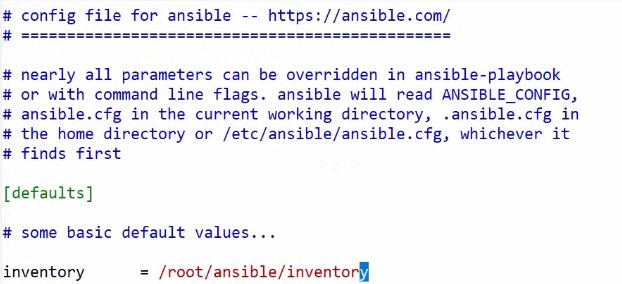 # config file for ansible -- https://ansible.com/
# ===============================================
# nearly all parameters can be overridden in ansible-playbook
# or with command line flags. ansible will read ANSIBLE_CONFIG,
# ansible.cfg in the current working directory, .ansible.cfg in
# the home directory or /etc/ansible/ansible.cfg, whichever it
# finds first
[defaults]
# some basic default values...
inventory      = /root/ansible/inventory